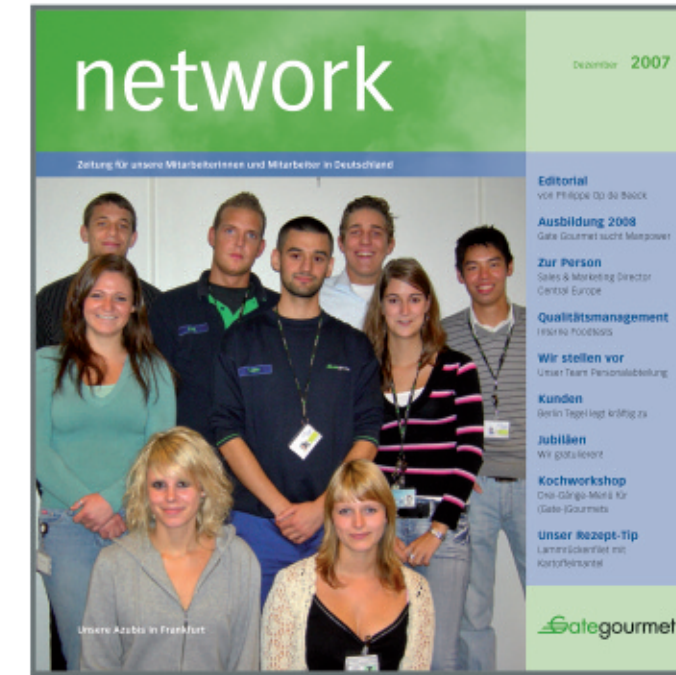 network
Dezember 2007
Zeitung für unsere Mitarbeiterinnen und Mitarbeiter in Deutschland
Editorial
von Philippe Op de Beeck
Ausbildung 2008
Gate Gourmet sucht Manpower
Zur Person
Sales & Marketing Director
Central Europe
Qualitätsmanagement
Interne Foodtests
Wir stellen vor
Unser Team Personalabteilung
Kunden
Berlin Tegel legt kräftig zu
Jubiläen
Wir gratulieren!
Kochworkshop
Drei-Gänge-Menü für
(Gate-)Gourmets
Unser Rezept-Tip
Lammrückenfilet mit
Kartoffelmantel
Unsere Azubis in Frankfurt
Gategourmet